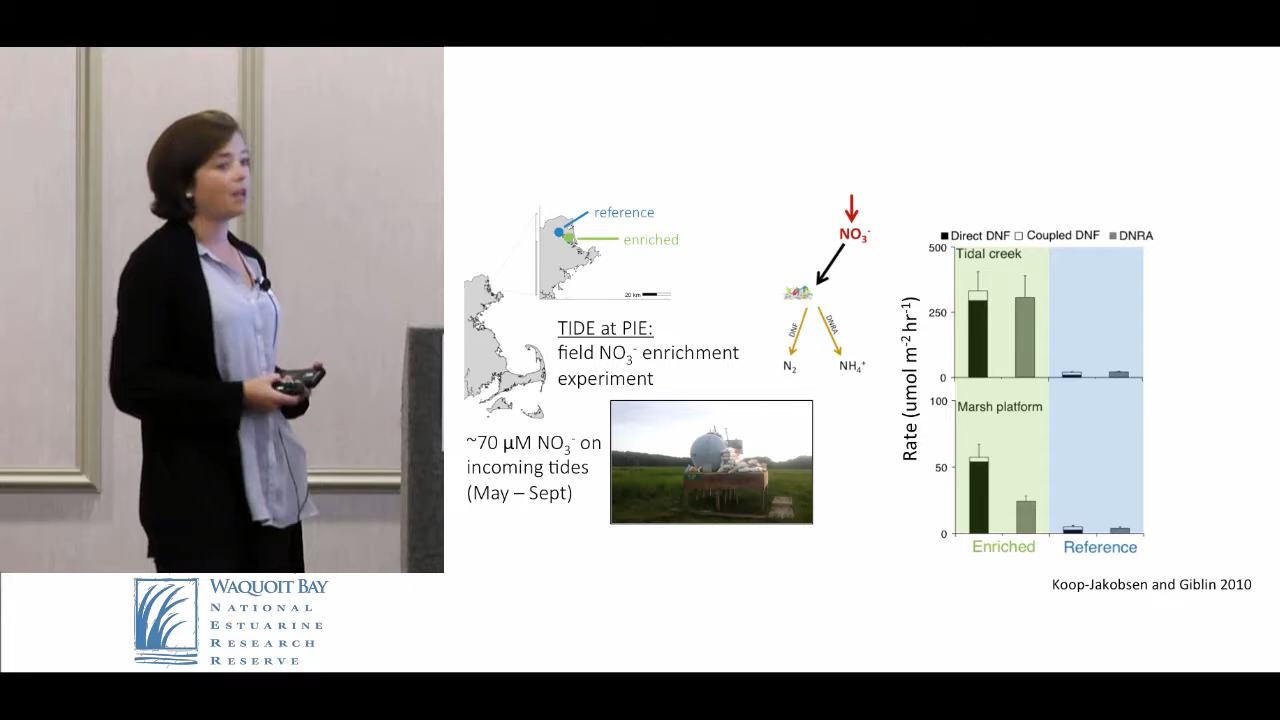 reference
enriched
20 km
TIDE at PIE:
field NO₃⁻ enrichment
experiment
~70 µM NO₃⁻ on
incoming tides
(May – Sept)
NO₃⁻
DNF
DNRA
N₂
NH₄⁺
Direct DNF Coupled DNF DNRA
Rate (umol m⁻² hr⁻¹)
500
Tidal creek
250
0
100
Marsh platform
50
0
Enriched Reference
Koop-Jakobsen and Giblin 2010
WAQUOIT BAY
NATIONAL
ESTUARINE
RESEARCH
RESERVE